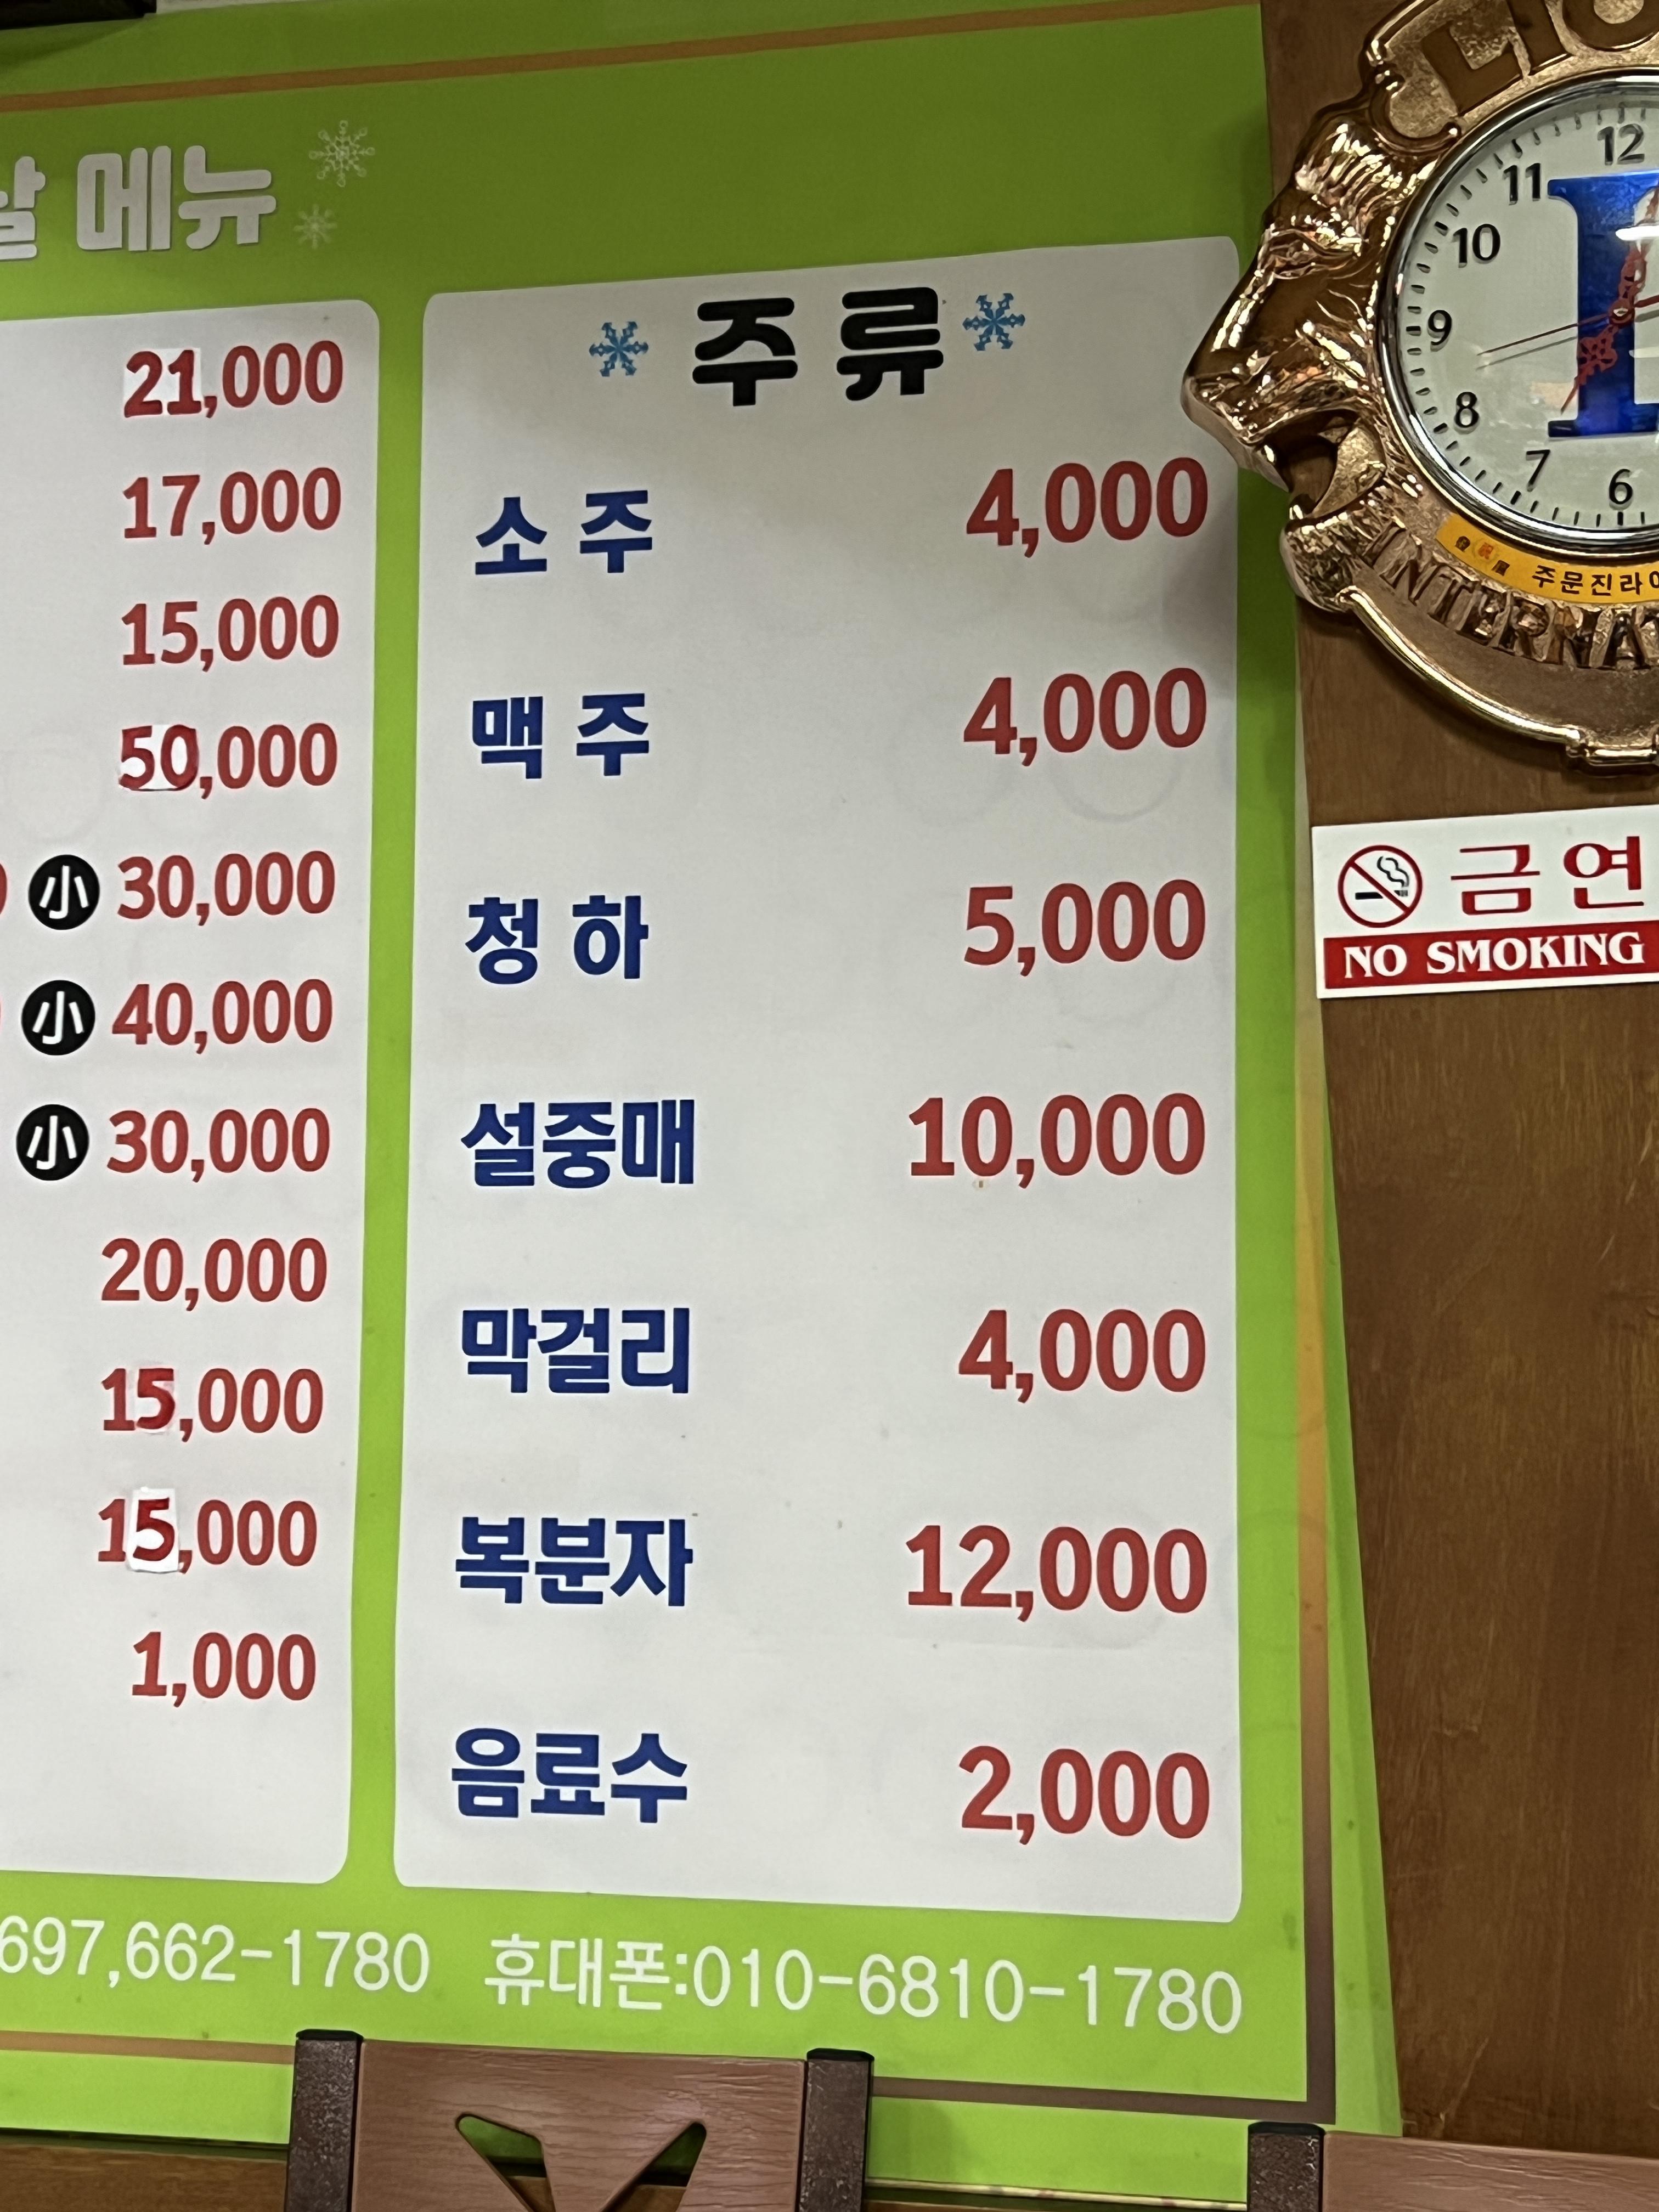 메뉴
21,000
17,000
15,000
50,000
小 30,000
小 40,000
小 30,000
20,000
15,000
15,000
1,000
주류
소주 4,000
맥주 4,000
청하 5,000
설중매 10,000
막걸리 4,000
복분자 12,000
음료수 2,000
697,662-1780 휴대폰:010-6810-1780
12
11
10
9
8
7
6
주문진라이
금연
NO SMOKING